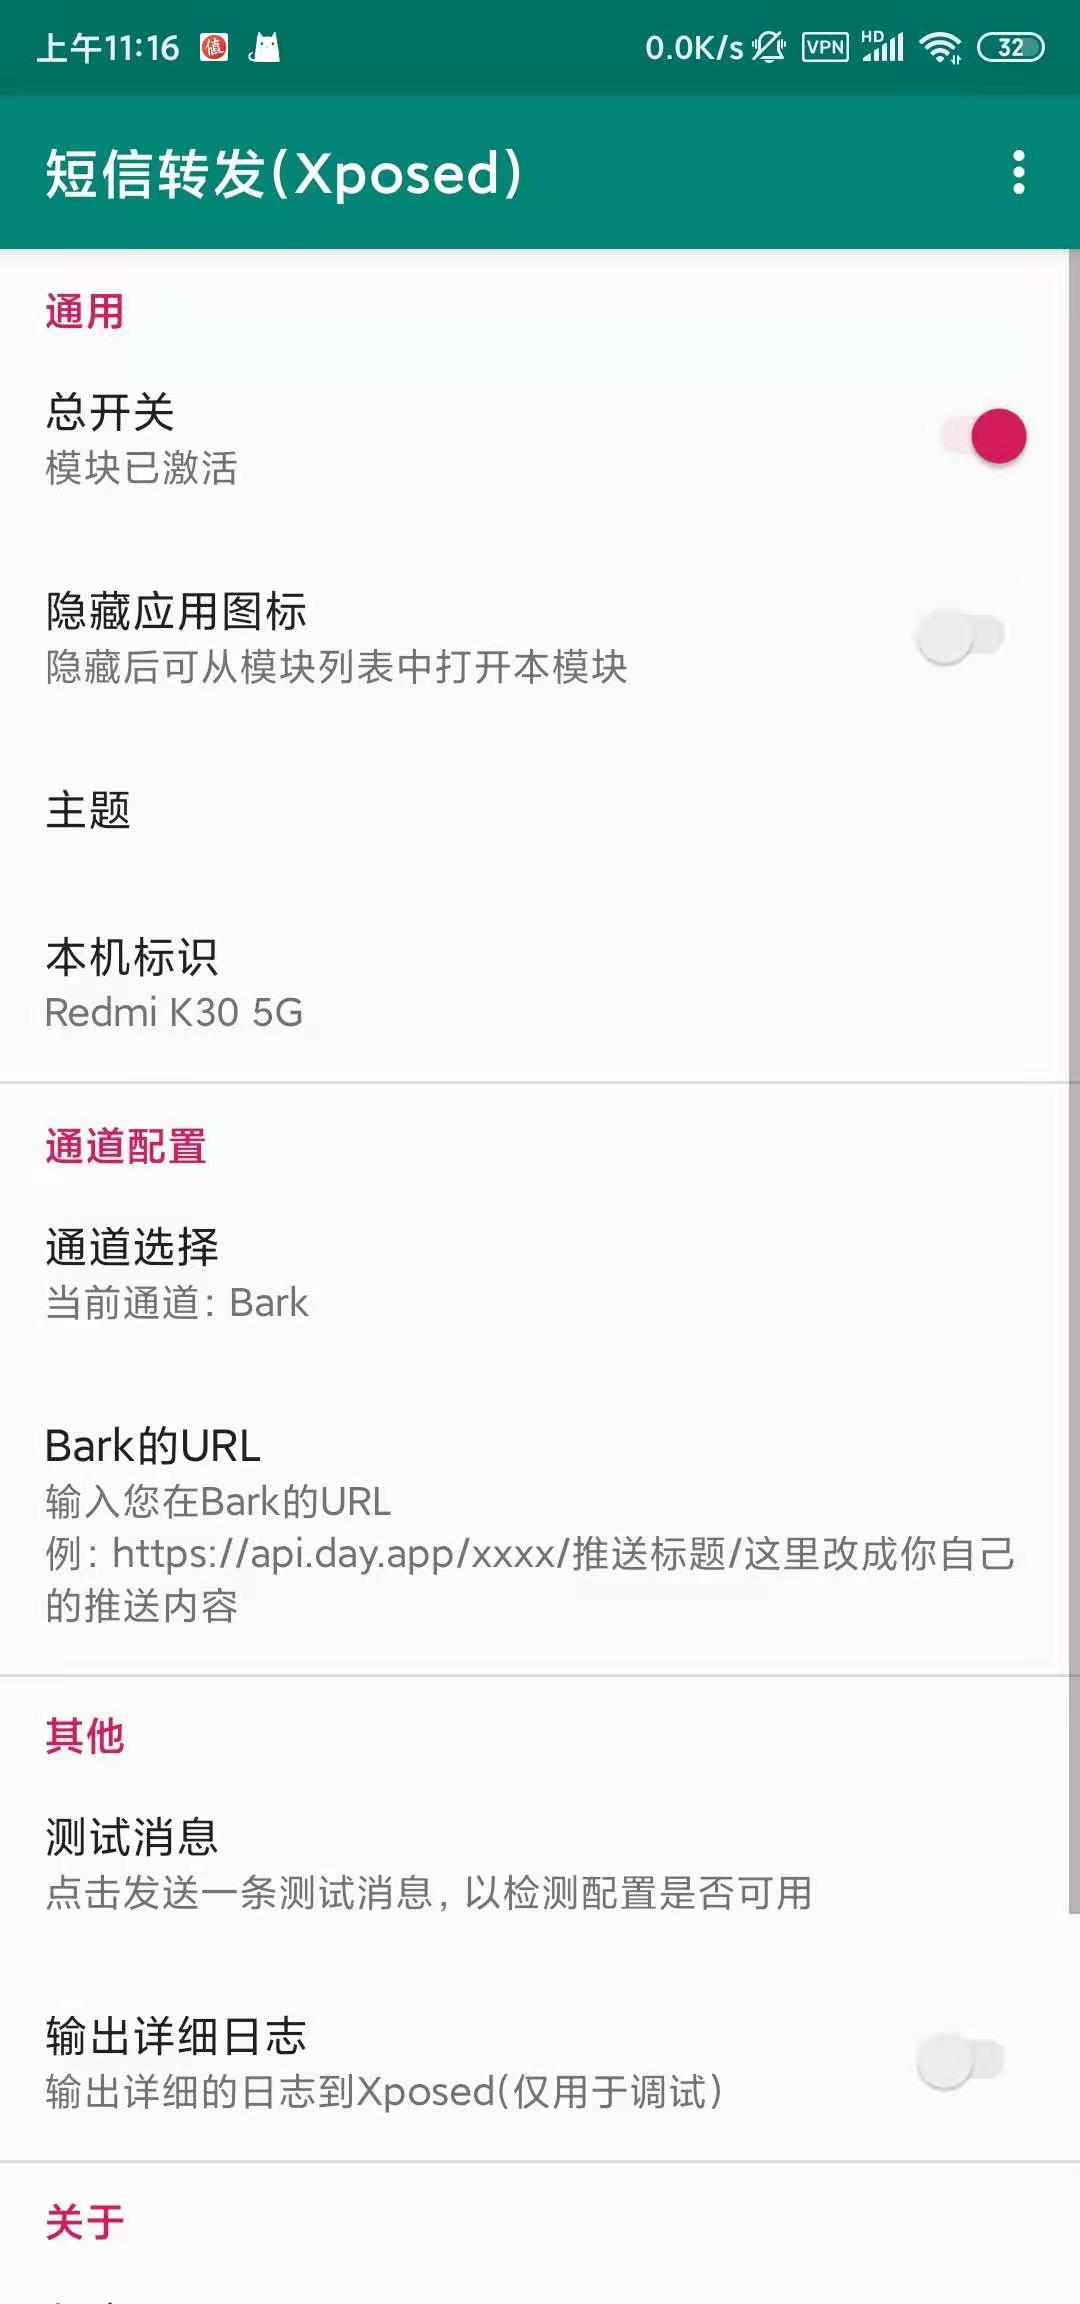 上午11:16 值 0.0K/s VPN HD 32
短信转发(Xposed)
通用
总开关
模块已激活
隐藏应用图标
隐藏后可从模块列表中打开本模块
主题
本机标识
Redmi K30 5G
通道配置
通道选择
当前通道: Bark
Bark的URL
输入您在Bark的URL
例: https://api.day.app/xxxx/推送标题/这里改成你自己
的推送内容
其他
测试消息
点击发送一条测试消息, 以检测配置是否可用
输出详细日志
输出详细的日志到Xposed(仅用于调试)
关于